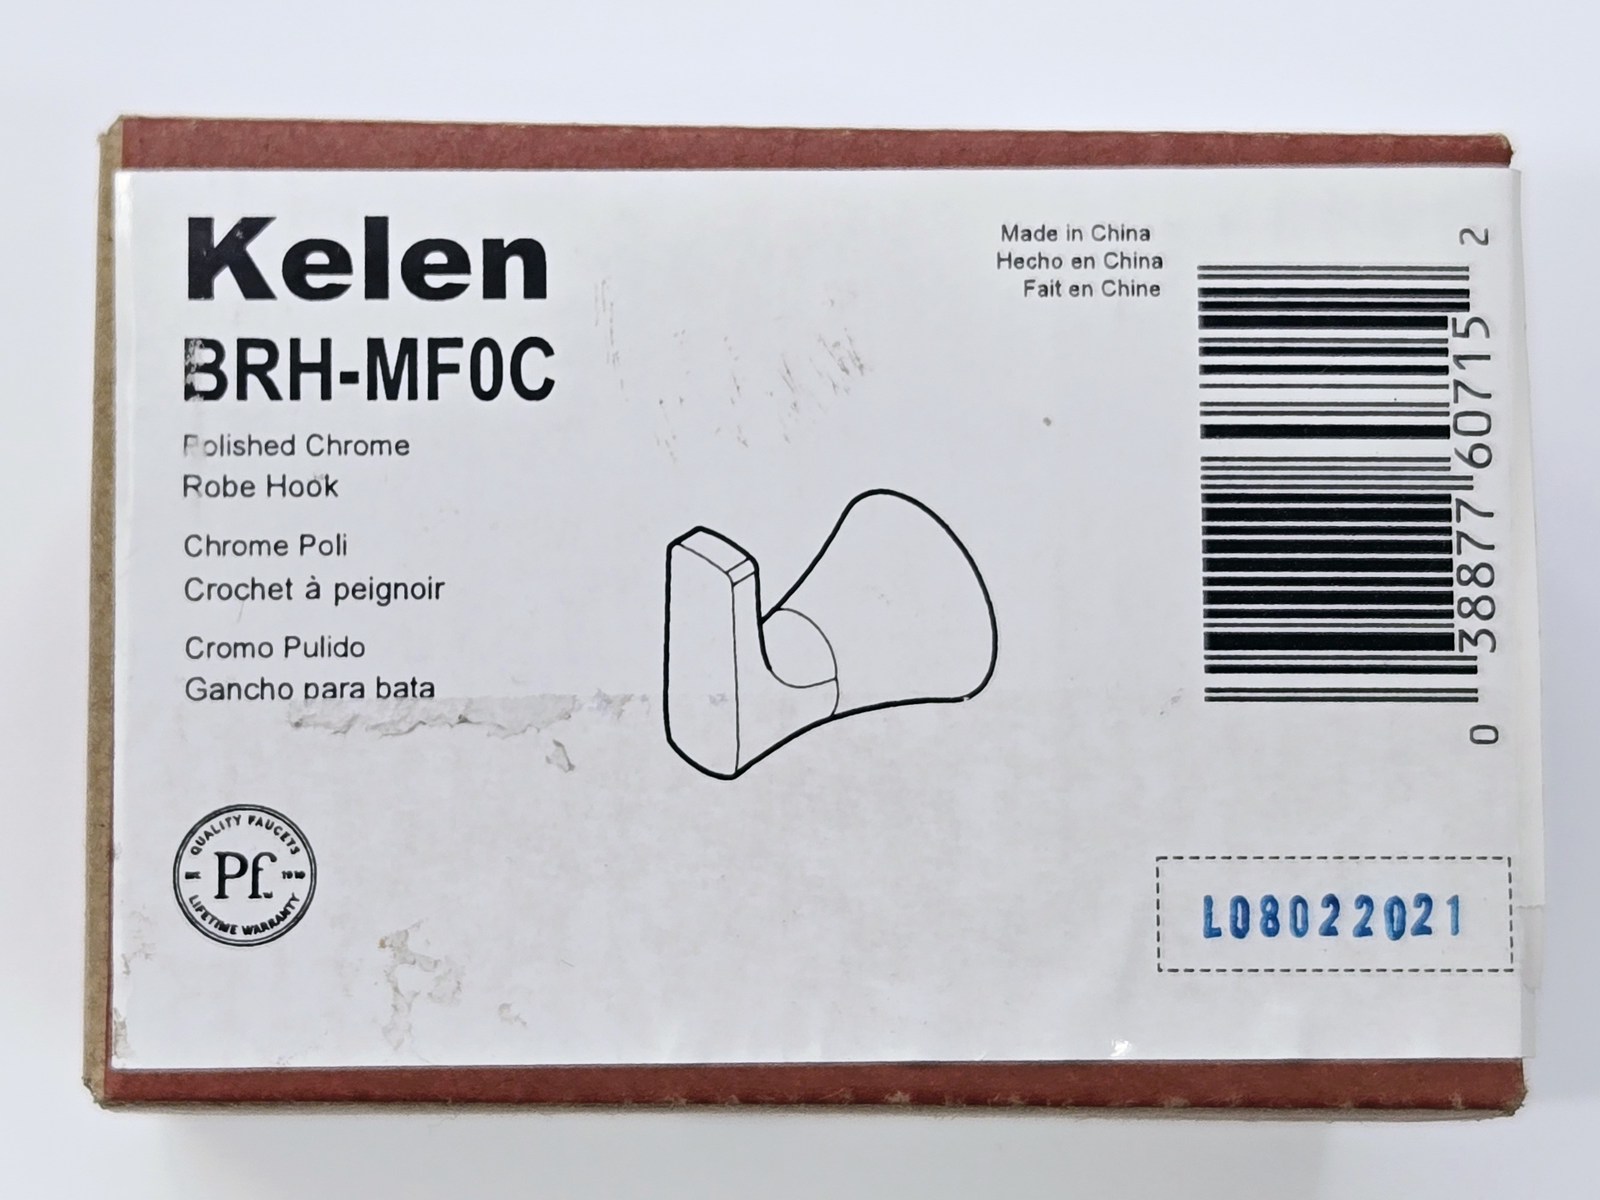 Kelen
BRH-MF0C
Polished Chrome
Robe Hook
Chrome Poli
Crochet à peignoir
Cromo Pulido
Gancho para bata
Made in China
Hecho en China
Fait en Chine
0 38877 60715 2
QUALITY FAUCETS
Pf
LIFETIME WARRANTY
L08022021